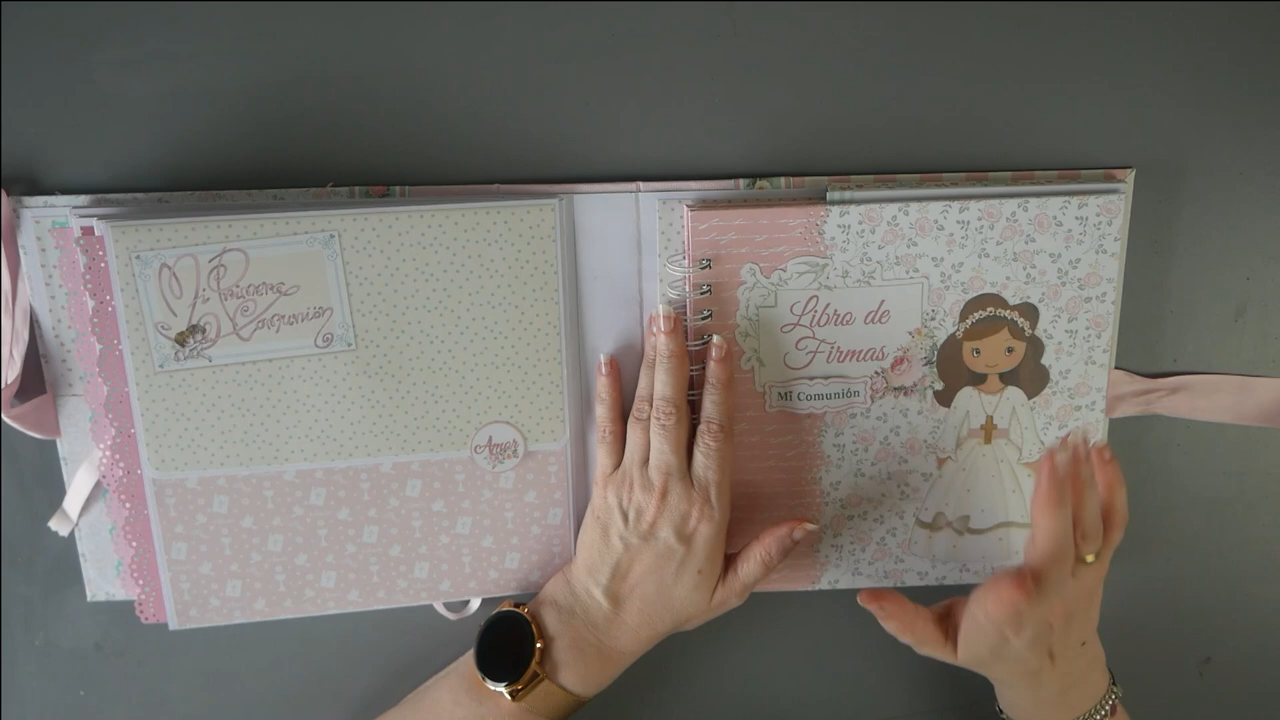 Mi Primera
Comunión
Amor
Libro de
Firmas
Mi Comunión